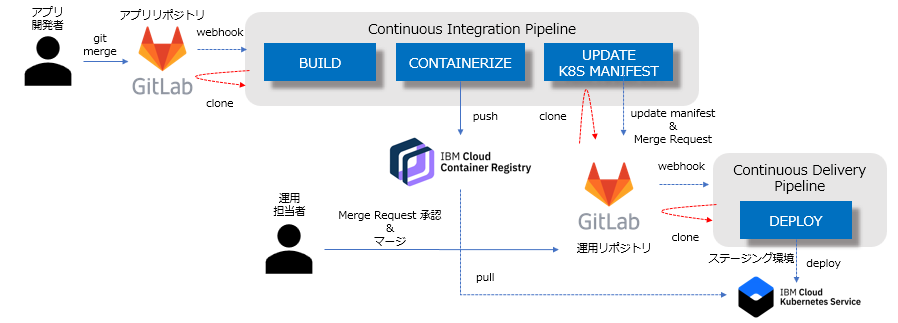 アプリ
開発者
git
merge
アプリリポジトリ
GitLab
webhook
clone
Continuous Integration Pipeline
BUILD
CONTAINERIZE
UPDATE
K8S MANIFEST
push
clone
update manifest
&
Merge Request
IBM Cloud
Container Registry
GitLab
運用リポジトリ
webhook
clone
Continuous Delivery
Pipeline
DEPLOY
運用
担当者
Merge Request 承認
&
マージ
pull
ステージング環境
deploy
IBM Cloud
Kubernetes Service